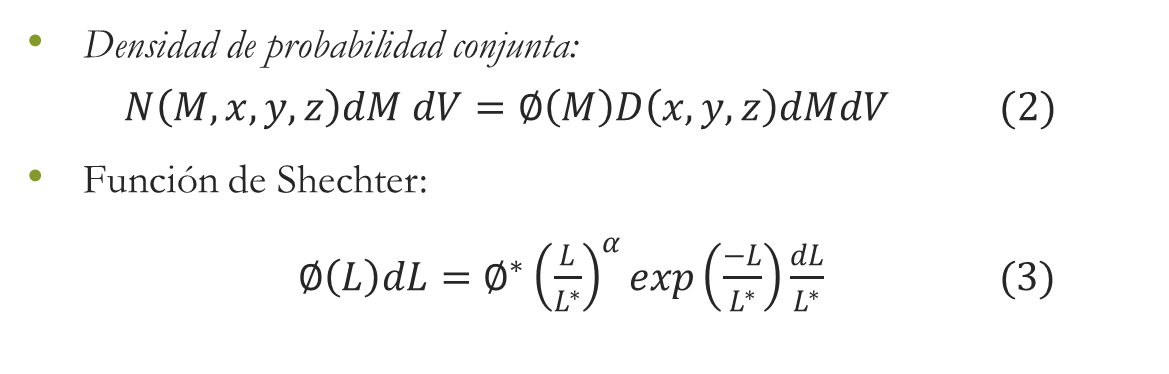 • Densidad de probabilidad conjunta:
N(M, x, y, z)dM dV = ∅(M)D(x, y, z)dMdV (2)
• Función de Shechter:
∅(L)dL = ∅* (L/L*)^α exp (−L/L*) dL/L* (3)